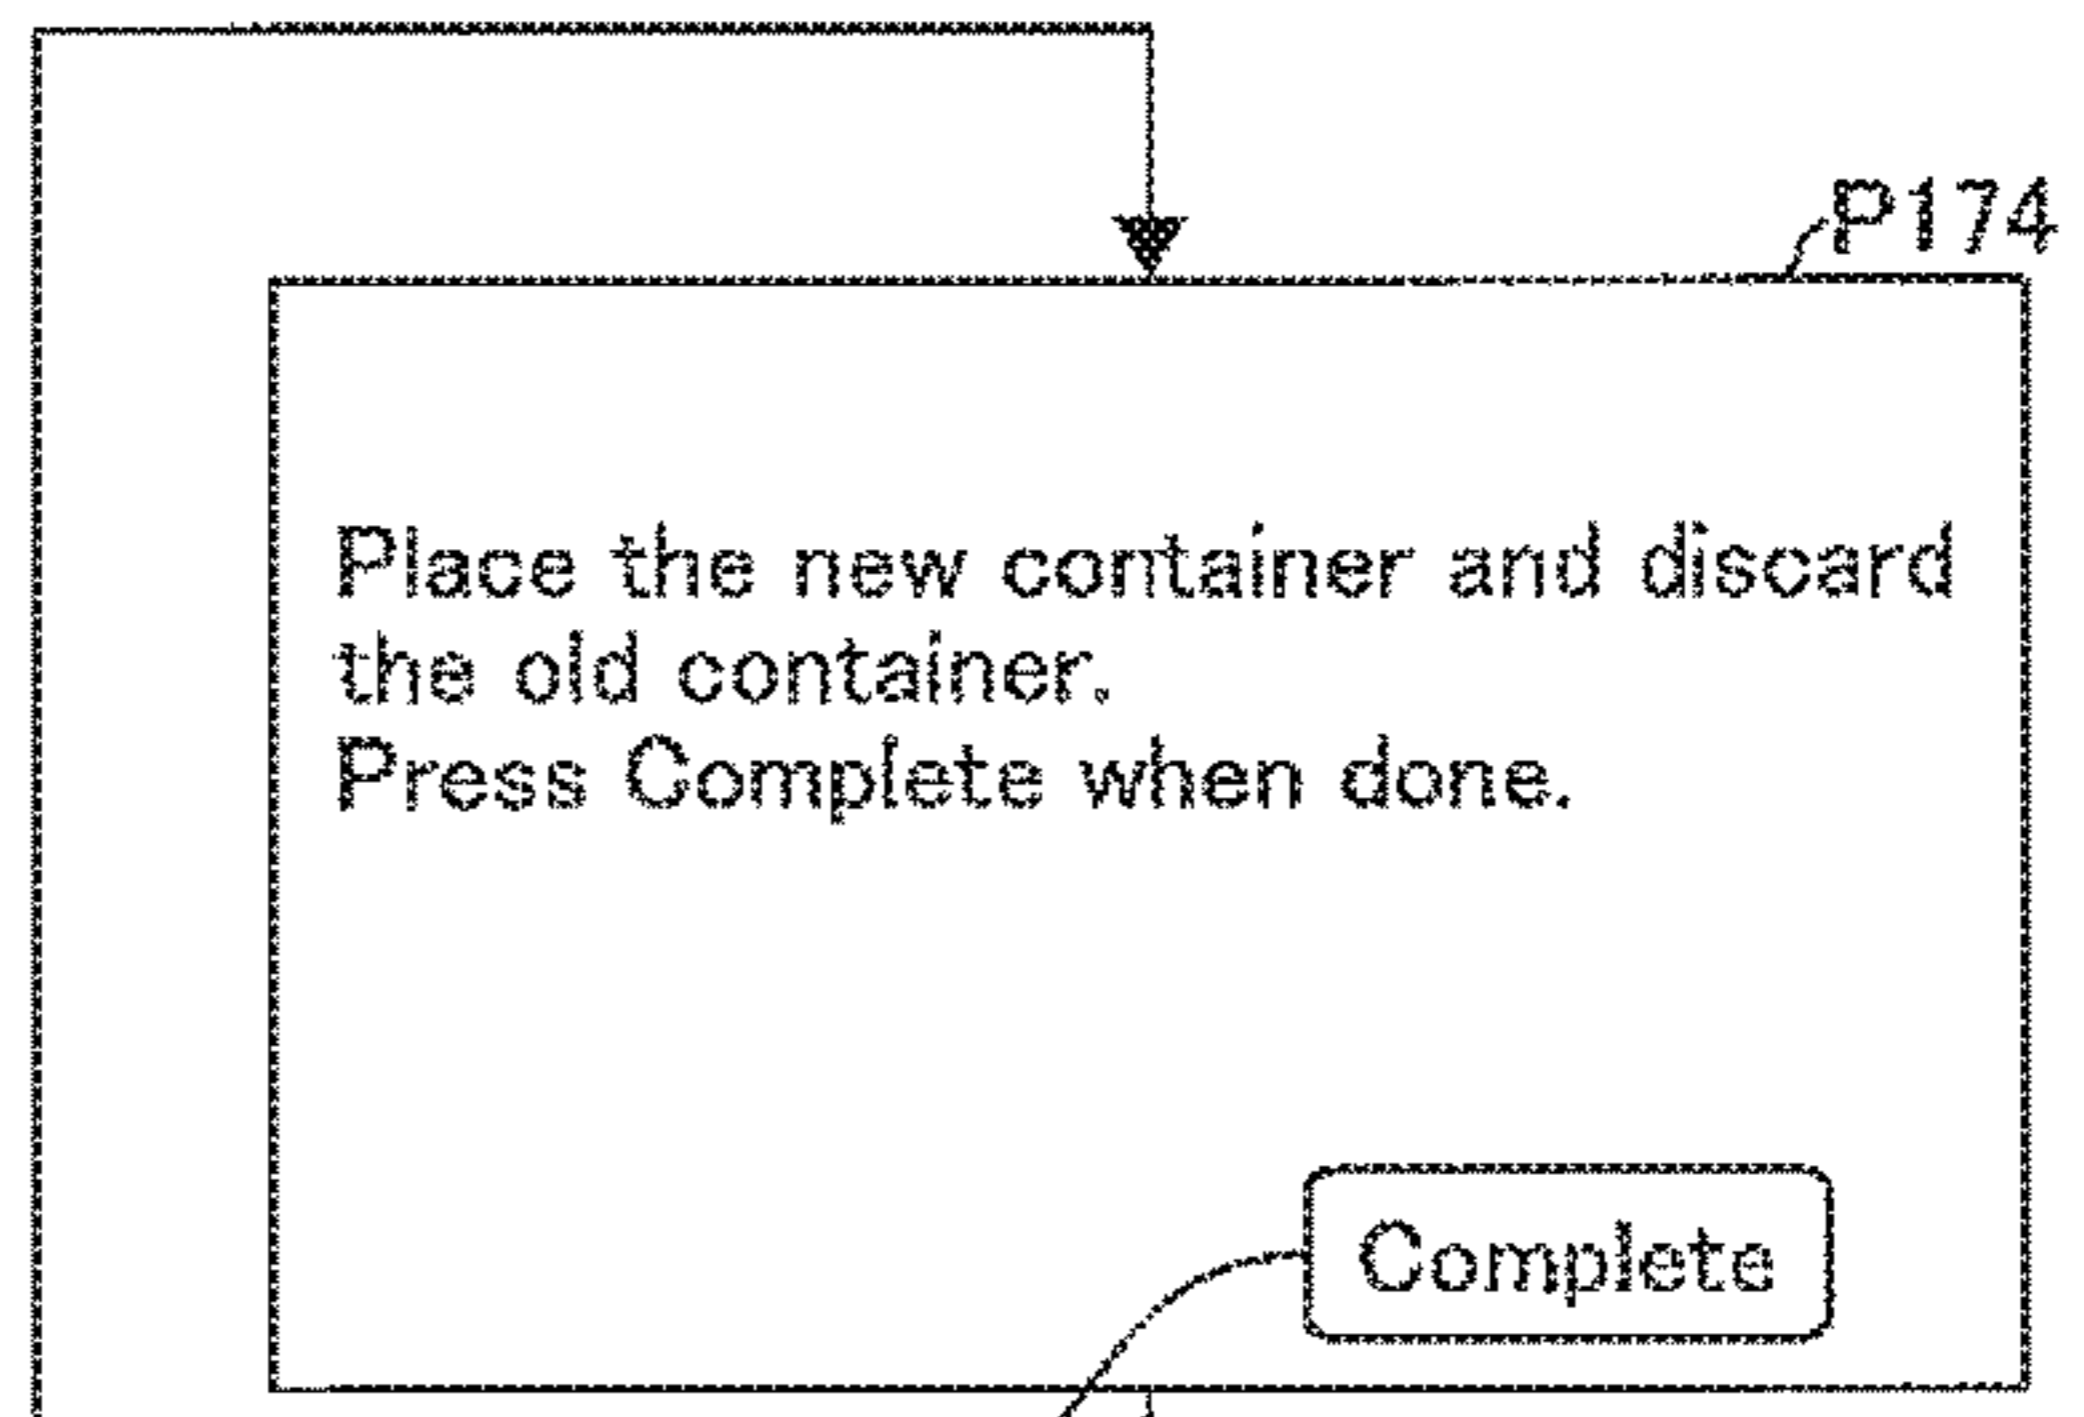 P174
Place the new container and discard
the old container.
Press Complete when done.
Complete